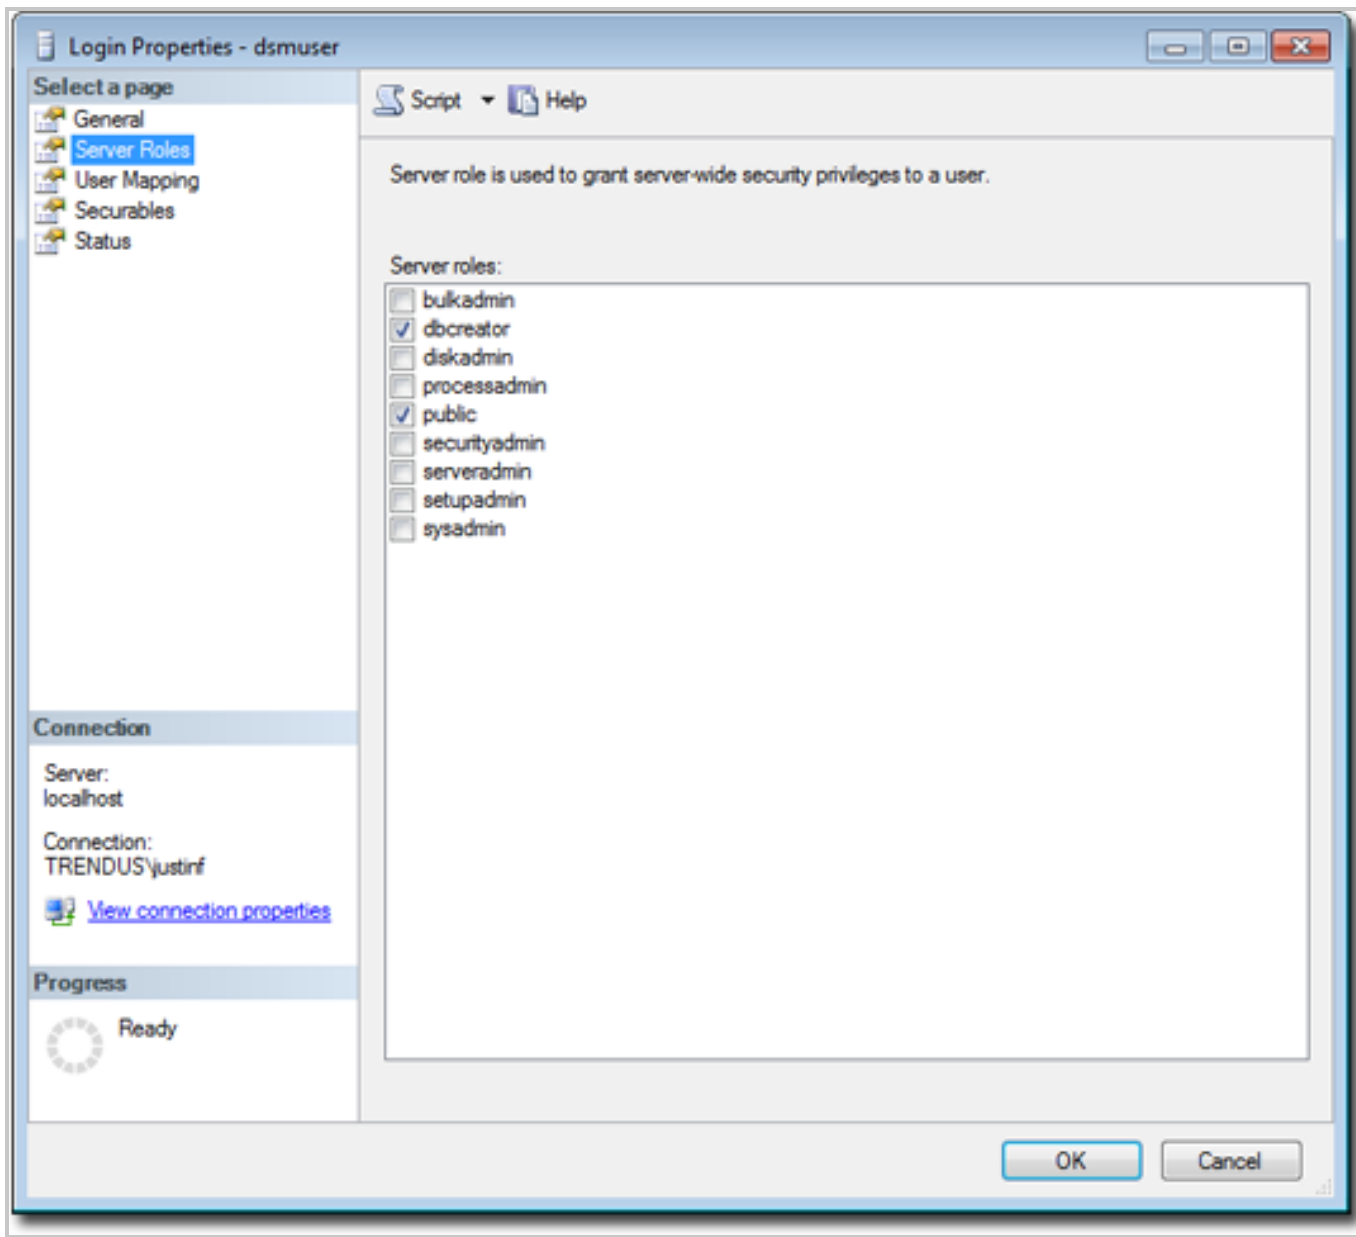 Login Properties - dsmuser
Select a page
General
Server Roles
User Mapping
Securables
Status
Script
Help
Server role is used to grant server-wide security privileges to a user.
Server roles:
bulkadmin
dbcreator
diskadmin
processadmin
public
securityadmin
serveradmin
setupadmin
sysadmin
Connection
Server:
localhost
Connection:
TRENDUS\justinf
View connection properties
Progress
Ready
OK
Cancel